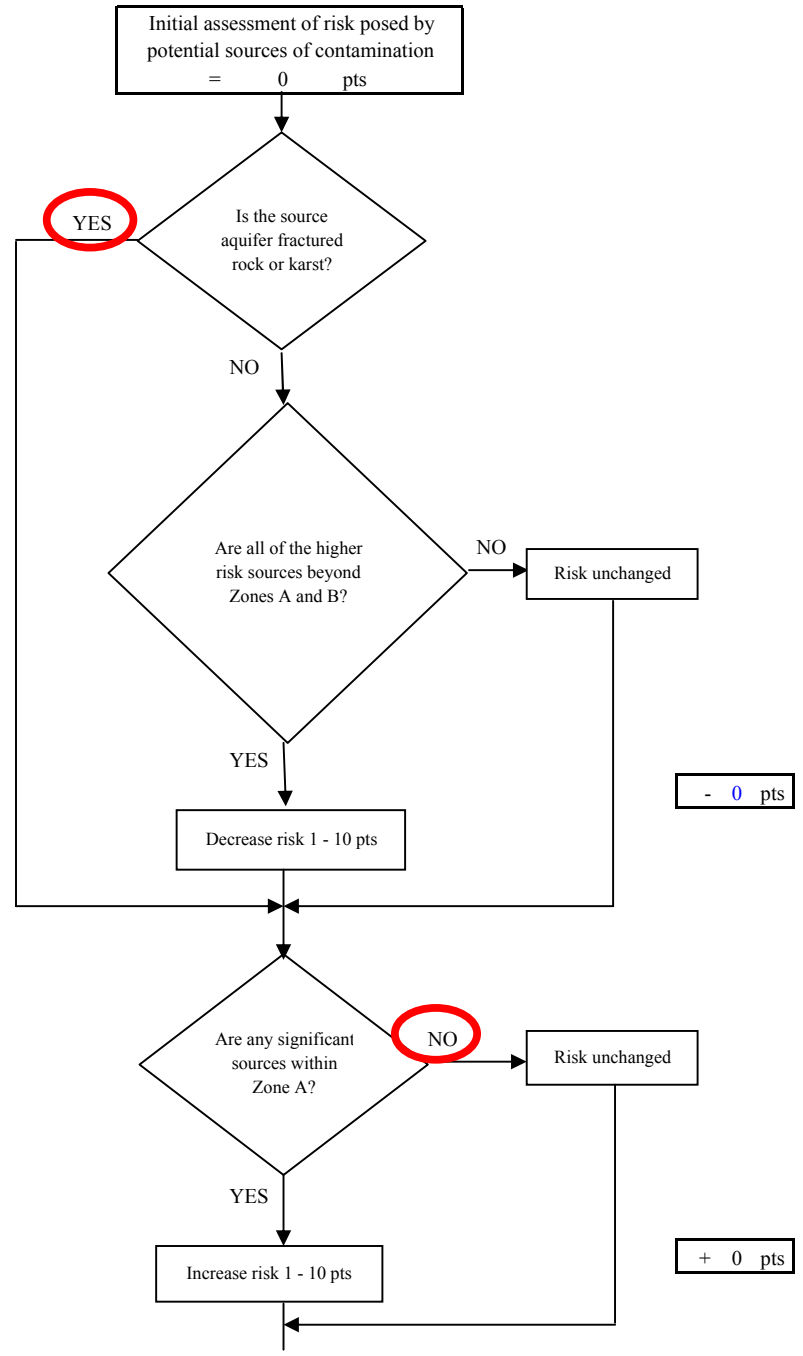 Initial assessment of risk posed by
potential sources of contamination
= 0 pts
YES
Is the source
aquifer fractured
rock or karst?
NO
Are all of the higher
risk sources beyond
Zones A and B?
NO
Risk unchanged
YES
- 0 pts
Decrease risk 1 - 10 pts
Are any significant
sources within
Zone A?
NO
Risk unchanged
YES
+ 0 pts
Increase risk 1 - 10 pts